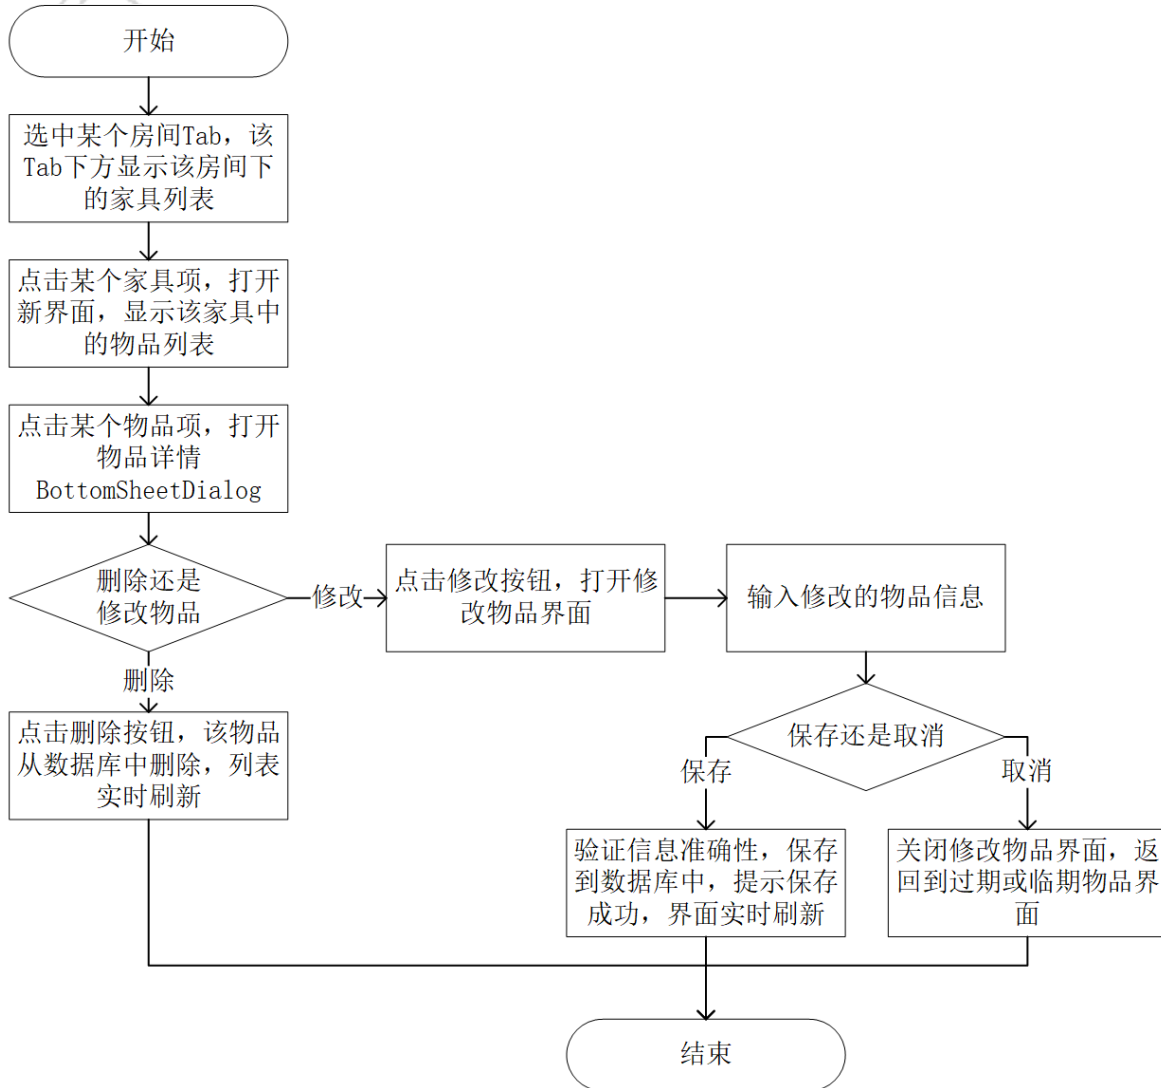 开始
选中某个房间Tab，该
Tab下方显示该房间下
的家具列表
点击某个家具项，打开
新界面，显示该家具中
的物品列表
点击某个物品项，打开
物品详情
BottomSheetDialog
删除还是
修改物品
修改
点击修改按钮，打开修
改物品界面
输入修改的物品信息
删除
点击删除按钮，该物品
从数据库中删除，列表
实时刷新
保存还是取消
保存
取消
验证信息准确性，保存
到数据库中，提示保存
成功，界面实时刷新
关闭修改物品界面，返
回到过期或临期物品界
面
结束